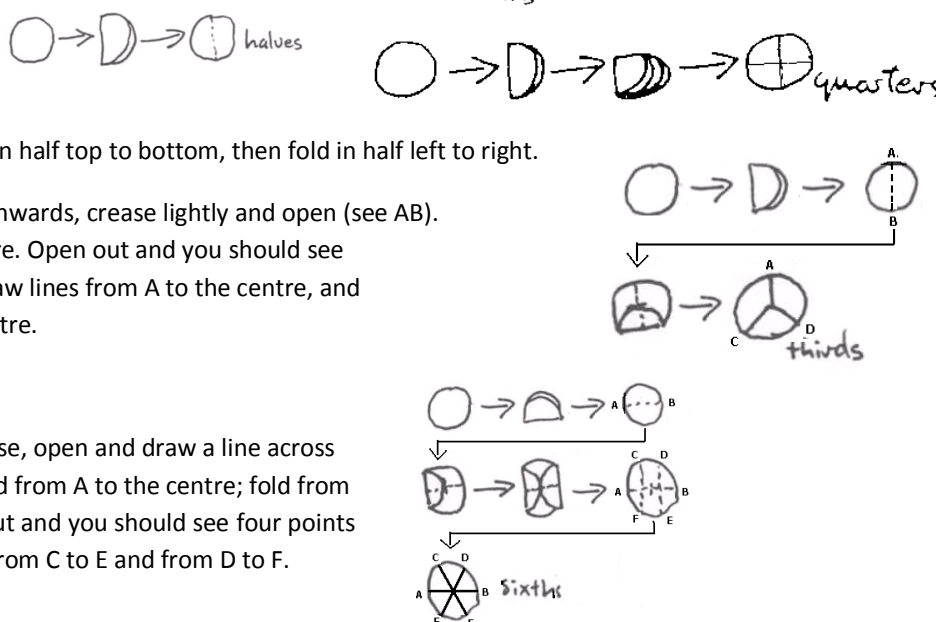 halves
quarters
n half top to bottom, then fold in half left to right.
A.
nwards, crease lightly and open (see AB).
B
re. Open out and you should see
A
aw lines from A to the centre, and
tre.
D
C
thirds
A B
se, open and draw a line across
C D
d from A to the centre; fold from
A B
ut and you should see four points
F E
rom C to E and from D to F.
C D
A B sixths